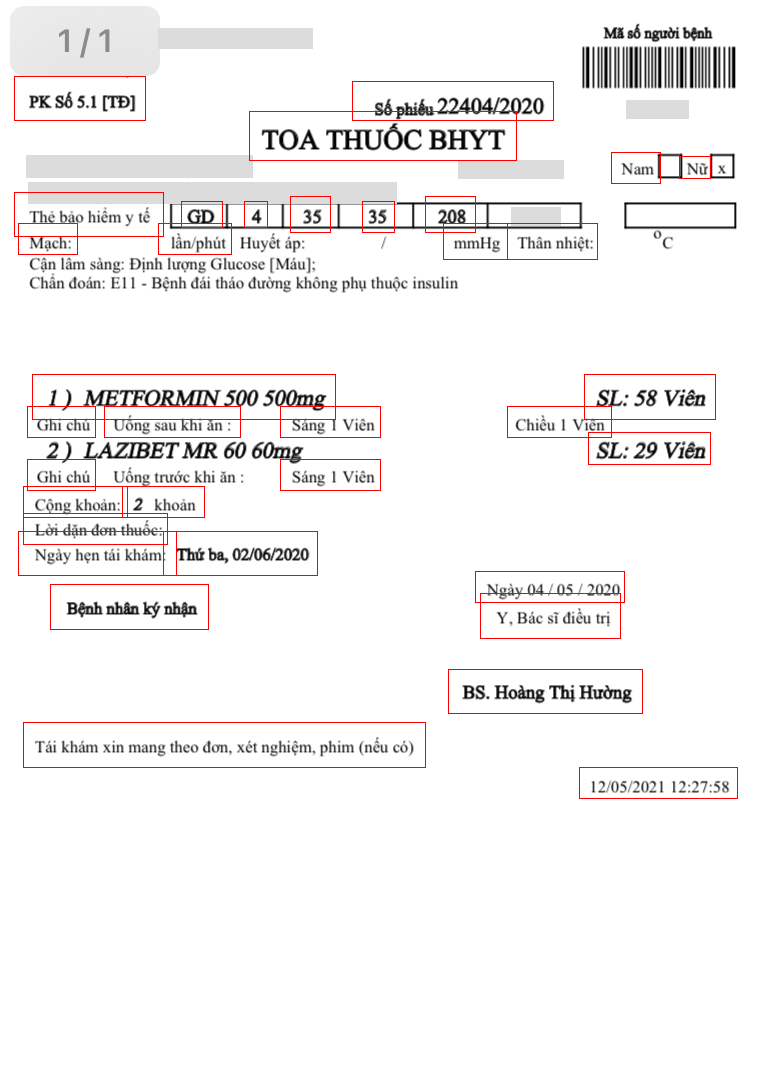 1/1
Mã số người bệnh
PK Số 5.1 [TĐ]
Số phiếu 22404/2020
TOA THUỐC BHYT
Nam Nữ x
Thẻ bảo hiểm y tế GD 4 35 35 208
Mạch: lần/phút Huyết áp: / mmHg Thân nhiệt: oC
Cận lâm sàng: Định lượng Glucose [Máu];
Chẩn đoán: E11 - Bệnh đái tháo đường không phụ thuộc insulin
1 ) METFORMIN 500 500mg SL: 58 Viên
Ghi chú Uống sau khi ăn : Sáng 1 Viên Chiều 1 Viên
2 ) LAZIBET MR 60 60mg SL: 29 Viên
Ghi chú Uống trước khi ăn : Sáng 1 Viên
Cộng khoản: 2 khoản
Lời dặn đơn thuốc:
Ngày hẹn tái khám: Thứ ba, 02/06/2020
Ngày 04 / 05 / 2020
Bệnh nhân ký nhận Y, Bác sĩ điều trị
BS. Hoàng Thị Hường
Tái khám xin mang theo đơn, xét nghiệm, phim (nếu có)
12/05/2021 12:27:58